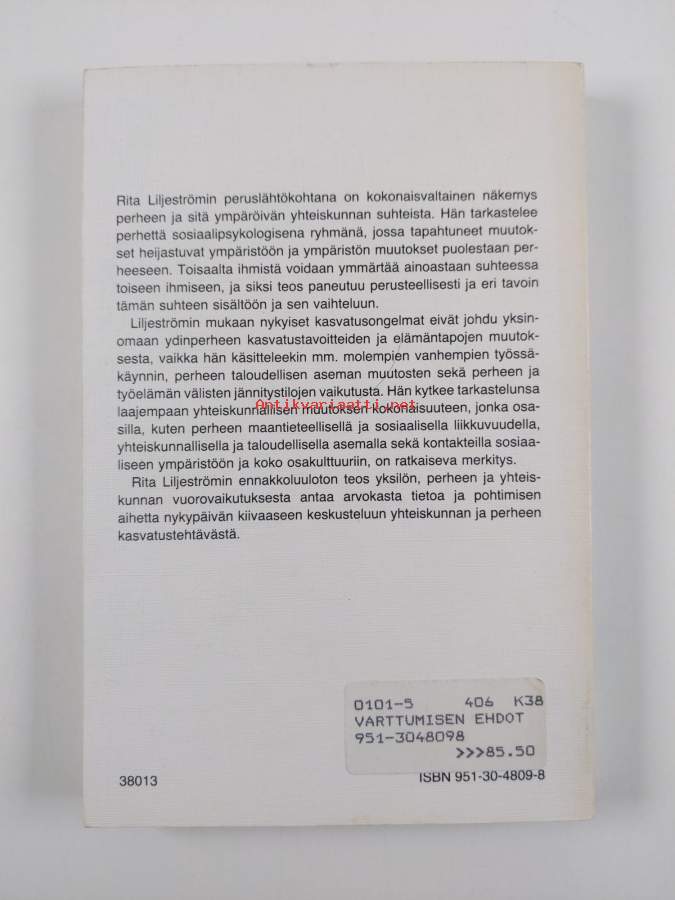 Rita Liljeströmin peruslähtökohtana on kokonaisvaltainen näkemys
perheen ja sitä ympäröivän yhteiskunnan suhteista. Hän tarkastelee
perhettä sosiaalipsykologisena ryhmänä, jossa tapahtuneet muutok-
set heijastuvat ympäristöön ja ympäristön muutokset puolestaan per-
heeseen. Toisaalta ihmistä voidaan ymmärtää ainoastaan suhteessa
toiseen ihmiseen, ja siksi teos paneutuu perusteellisesti ja eri tavoin
tämän suhteen sisältöön ja sen vaihteluun.
Liljeströmin mukaan nykyiset kasvatusongelmat eivät johdu yksin-
omaan ydinperheen kasvatustavoitteiden ja elämäntapojen muutok-
sesta, vaikka hän käsitteleekin mm. molempien vanhempien työssä-
käynnin, perheen taloudellisen aseman muutosten sekä perheen ja
työelämän välisten jännitystilojen vaikutusta. Hän kytkee tarkastelunsa
laajempaan yhteiskunnallisen muutoksen kokonaisuuteen, jonka osa-
silla, kuten perheen maantieteellisellä ja sosiaalisella liikkuvuudella,
yhteiskunnallisella ja taloudellisella asemalla sekä kontakteilla sosiaa-
liseen ympäristöön ja koko osakulttuuriin, on ratkaiseva merkitys.
Rita Liljeströmin ennakkoluuloton teos yksilön, perheen ja yhteis-
kunnan vuorovaikutuksesta antaa arvokasta tietoa ja pohtimisen
aihetta nykypäivän kiivaaseen keskusteluun yhteiskunnan ja perheen
kasvatustehtävästä.
Antikvariaatti.net
0101-5 406 K38
VARTTUMISEN EHDOT
951-3048098
>>>85.50
38013
ISBN 951-30-4809-8